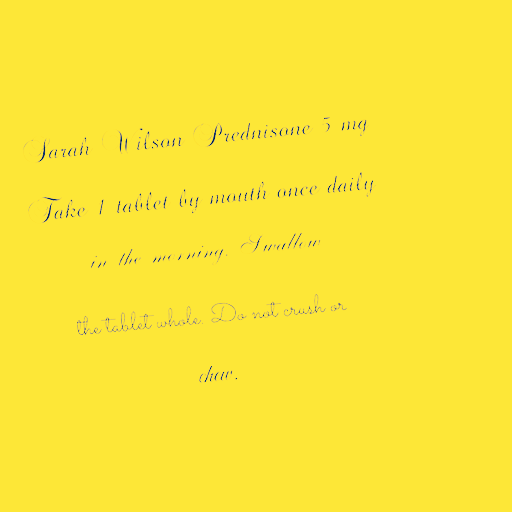 Sarah Wilson Prednisone 5 mg
Take 1 tablet by mouth once daily
in the morning. Swallow
the tablet whole. Do not crush or
chew.